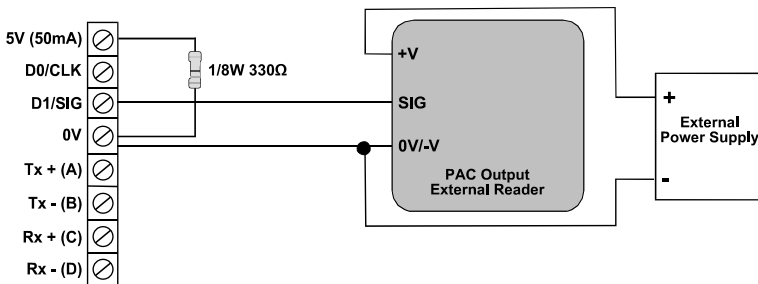 5V (50mA)
D0/CLK
D1/SIG
0V
Tx + (A)
Tx - (B)
Rx + (C)
Rx - (D)
1/8W 330Ω
+V
SIG
0V/-V
PAC Output
External Reader
+
External
Power Supply
-